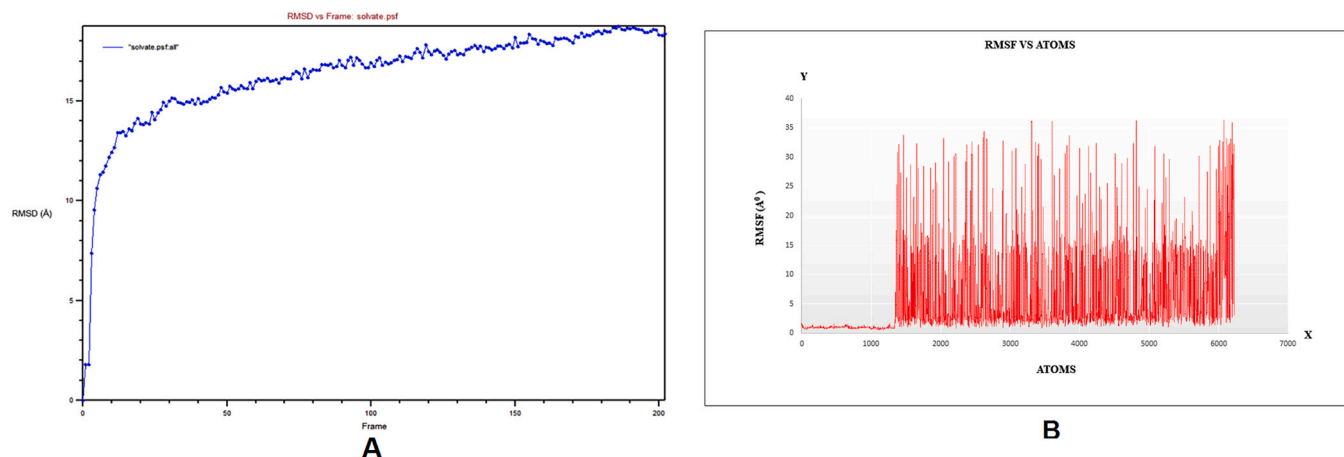 RMSD vs Frame: solvate.psf
"solvate.psf:all"
15
10
RMSD (Å)
5
0
0
50
100
150
200
Frame
A
RMSF VS ATOMS
Y
40
35
30
25
20
15
10
5
0
RMSF (A⁰)
0
1000
2000
3000
4000
5000
6000
7000
X
ATOMS
B